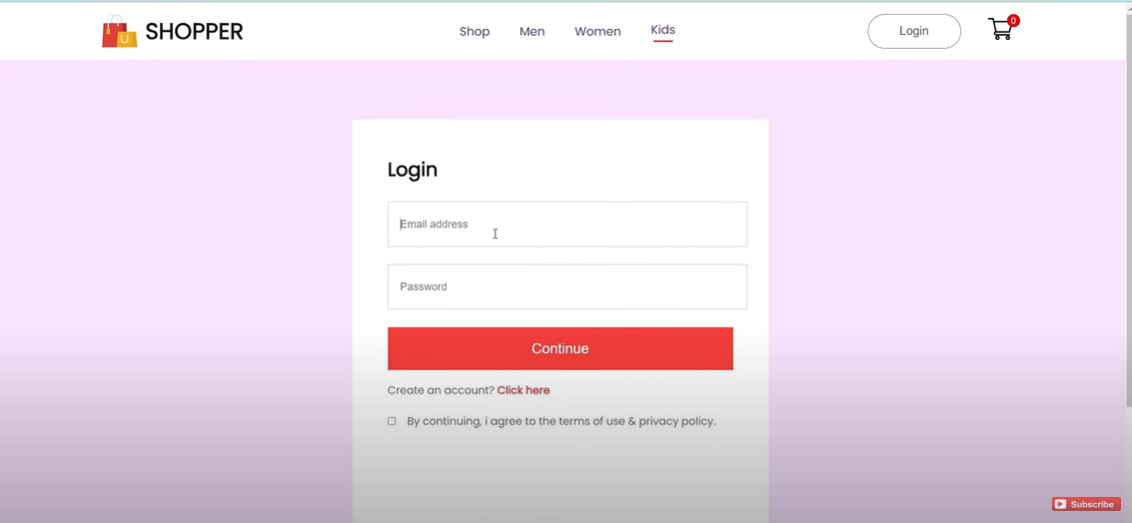 SHOPPER
Shop Men Women Kids
Login
0
Login
Email address
Password
Continue
Create an account? Click here
By continuing, i agree to the terms of use & privacy policy.
Subscribe